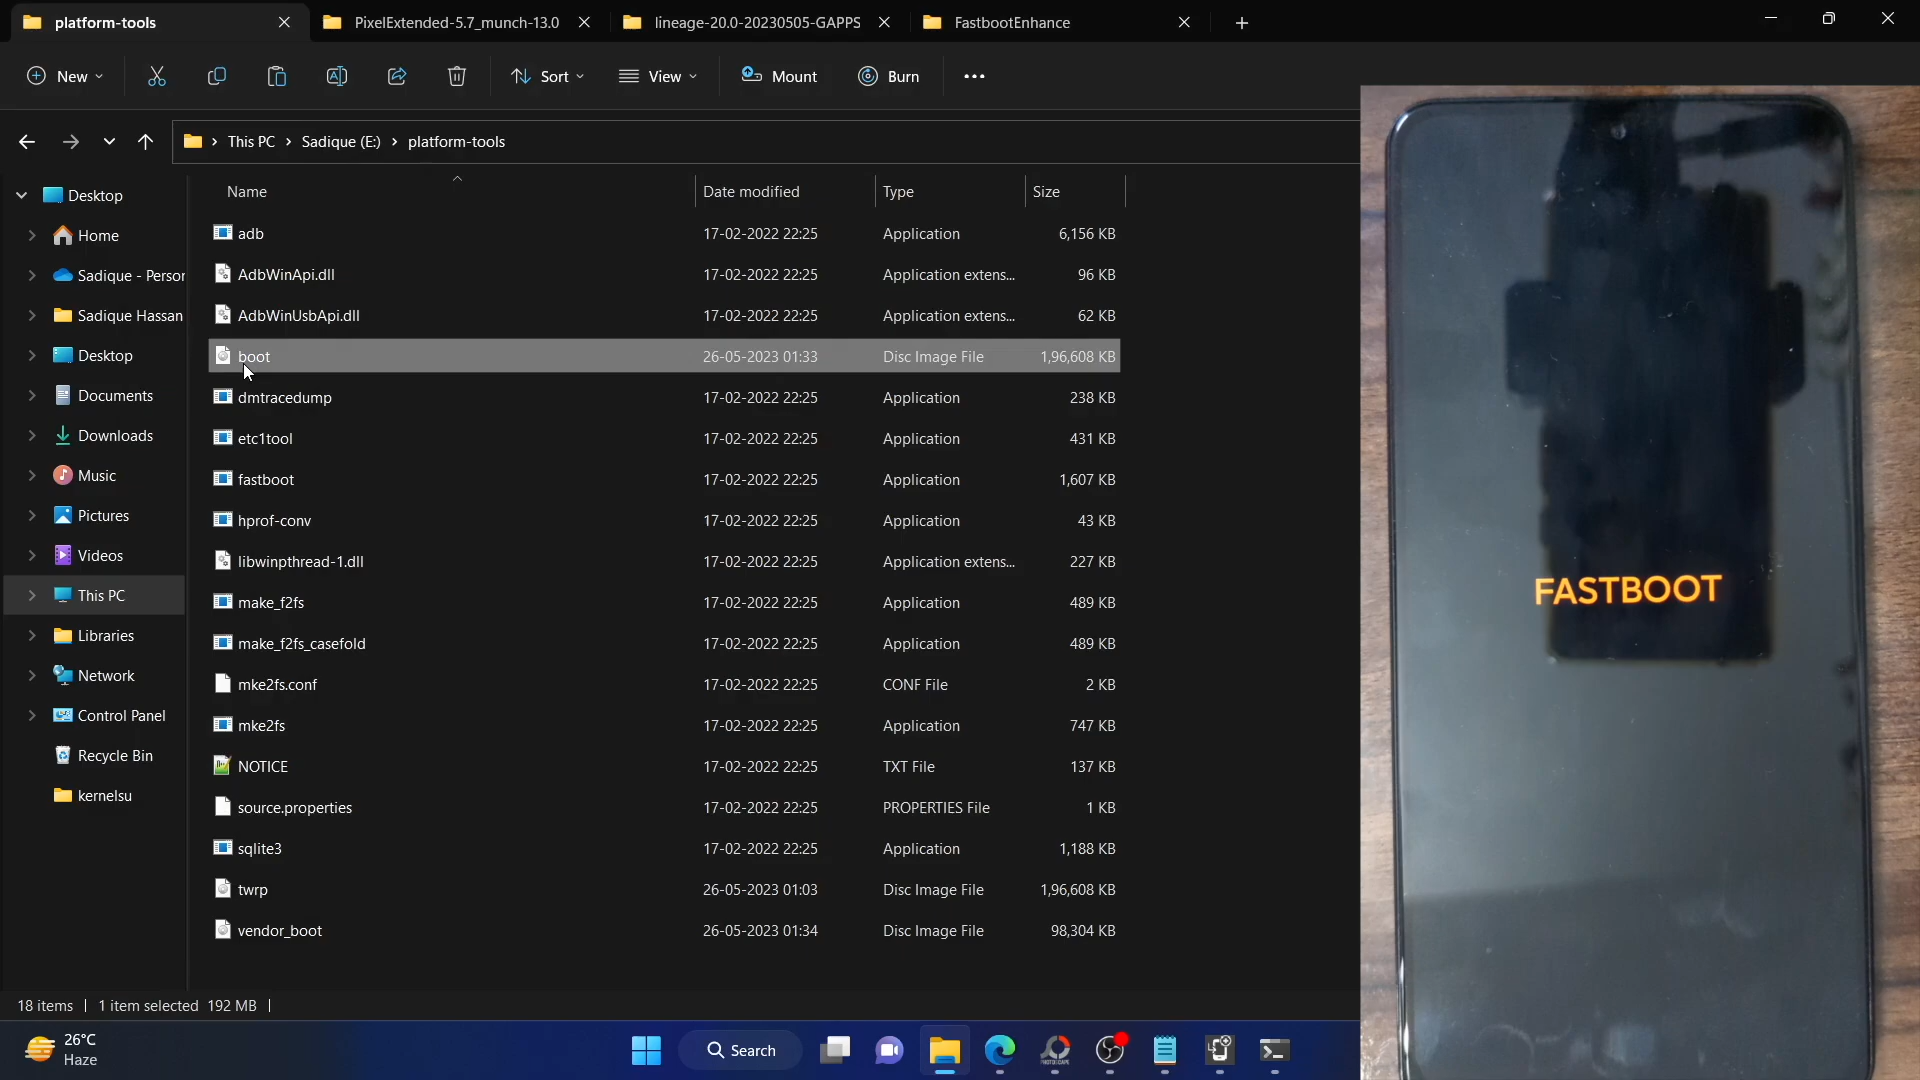 platform-tools
PixelExtended-5.7_munch-13.0
lineage-20.0-20230505-GAPPS
FastbootEnhance
New
Sort
View
Mount
Burn
This PC
Sadique (E:)
platform-tools
Name
Date modified
Type
Size
Desktop
Home
Sadique - Person
Sadique Hassan
Desktop
Documents
Downloads
Music
Pictures
Videos
This PC
Libraries
Network
Control Panel
Recycle Bin
kernelsu
adb 17-02-2022 22:25 Application 6,156 KB
AdbWinApi.dll 17-02-2022 22:25 Application extens... 96 KB
AdbWinUsbApi.dll 17-02-2022 22:25 Application extens... 62 KB
boot 26-05-2023 01:33 Disc Image File 1,96,608 KB
dmtracedump 17-02-2022 22:25 Application 238 KB
etc1tool 17-02-2022 22:25 Application 431 KB
fastboot 17-02-2022 22:25 Application 1,607 KB
hprof-conv 17-02-2022 22:25 Application 43 KB
libwinpthread-1.dll 17-02-2022 22:25 Application extens... 227 KB
make_f2fs 17-02-2022 22:25 Application 489 KB
make_f2fs_casefold 17-02-2022 22:25 Application 489 KB
mke2fs.conf 17-02-2022 22:25 CONF File 2 KB
mke2fs 17-02-2022 22:25 Application 747 KB
NOTICE 17-02-2022 22:25 TXT File 137 KB
source.properties 17-02-2022 22:25 PROPERTIES File 1 KB
sqlite3 17-02-2022 22:25 Application 1,188 KB
twrp 26-05-2023 01:03 Disc Image File 1,96,608 KB
vendor_boot 26-05-2023 01:34 Disc Image File 98,304 KB
18 items
1 item selected 192 MB
26°C
Haze
Search
FASTBOOT